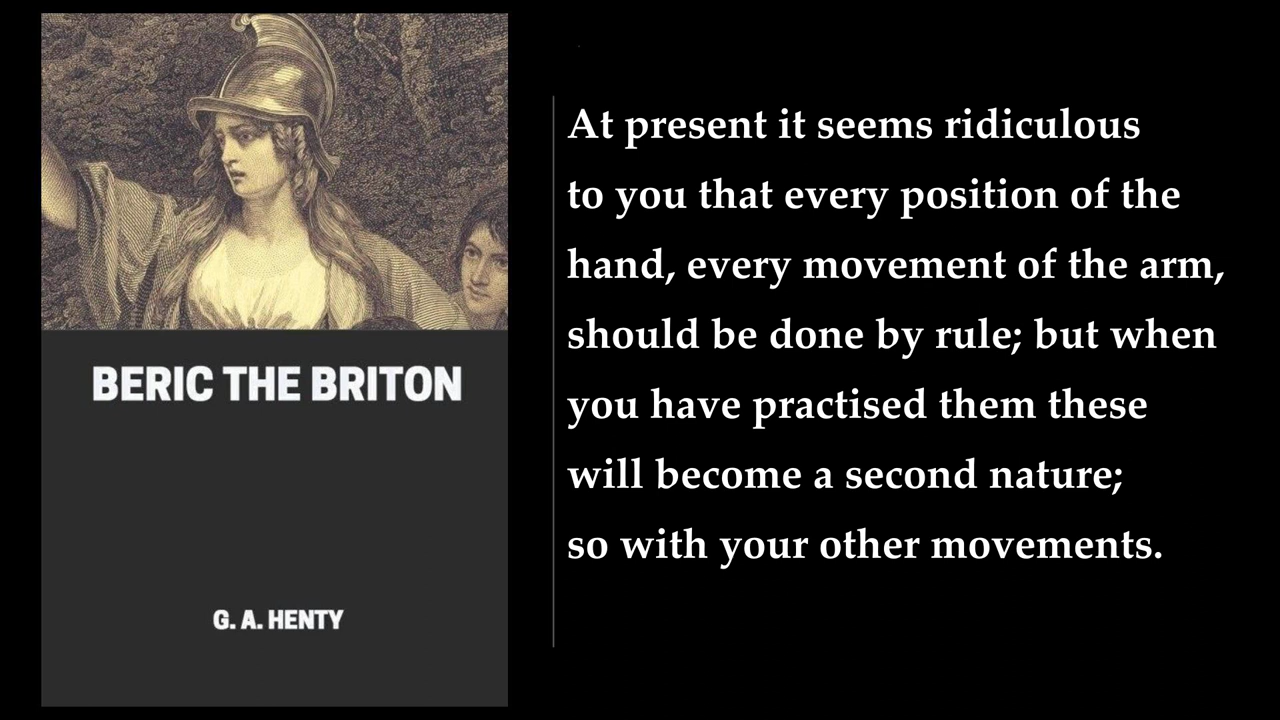 BERIC THE BRITON
G. A. HENTY
At present it seems ridiculous
to you that every position of the
hand, every movement of the arm,
should be done by rule; but when
you have practised them these
will become a second nature;
so with your other movements.